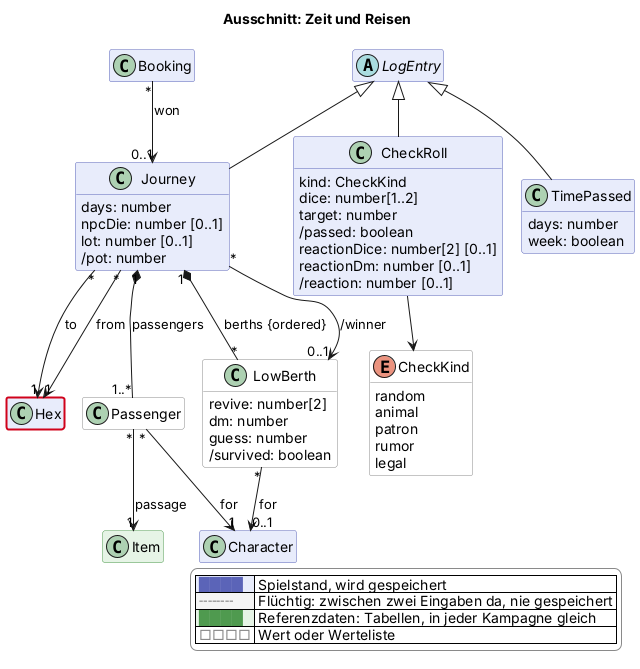 Ausschnitt: Zeit und Reisen
C Booking
A LogEntry
*
won
0..1
C Journey
days: number
npcDie: number [0..1]
lot: number [0..1]
/pot: number
C CheckRoll
kind: CheckKind
dice: number[1..2]
target: number
/passed: boolean
reactionDice: number[2] [0..1]
reactionDm: number [0..1]
/reaction: number [0..1]
C TimePassed
days: number
week: boolean
*
*
*
1
1
to
from
passengers
berths {ordered}
/winner
1
1
1..*
*
0..1
C Hex
C Passenger
C LowBerth
revive: number[2]
dm: number
guess: number
/survived: boolean
E CheckKind
random
animal
patron
rumor
legal
*
*
*
passage
for
for
1
1
0..1
C Item
C Character
Spielstand, wird gespeichert
Flüchtig: zwischen zwei Eingaben da, nie gespeichert
Referenzdaten: Tabellen, in jeder Kampagne gleich
Wert oder Werteliste